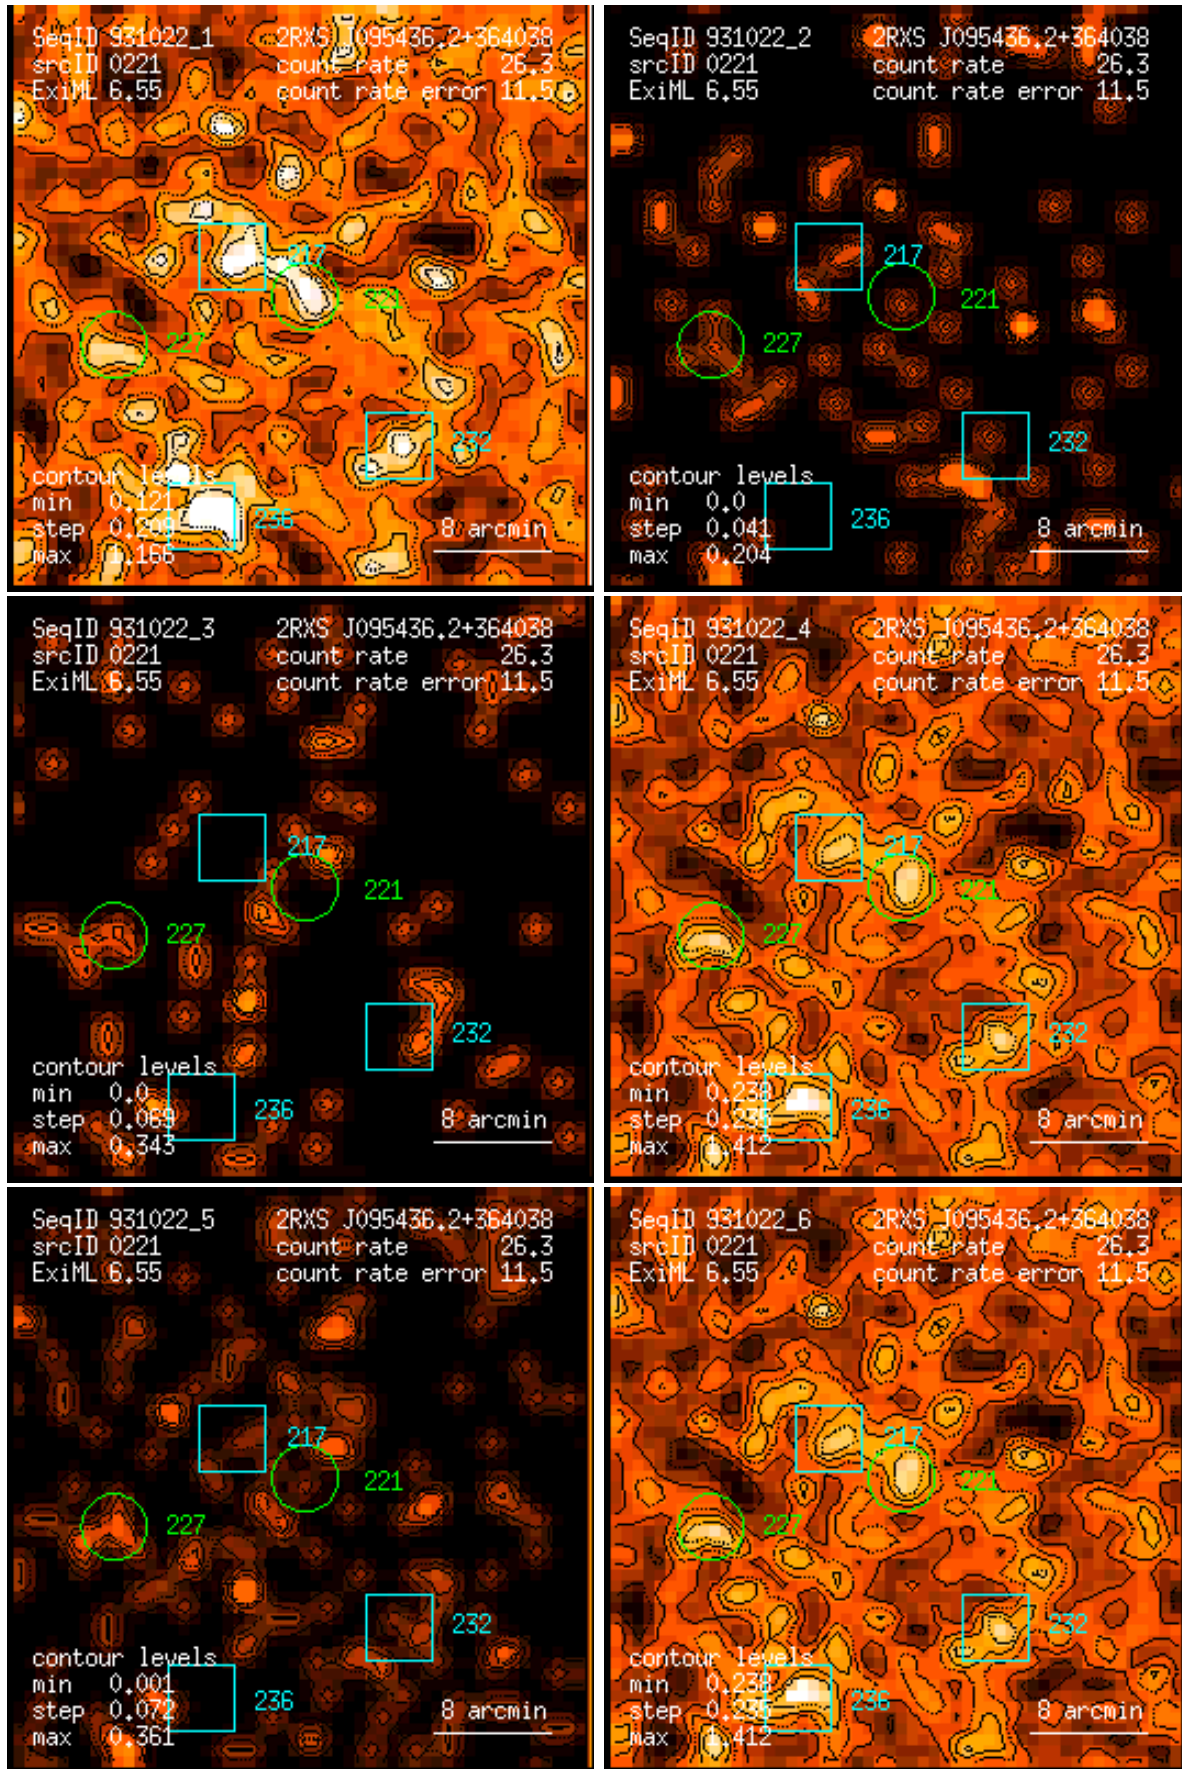 SeqID 931022_1 2RXS J095436.2+364038
srcID 0221 count rate 26.3
ExiML 6.55 count rate error 11.5
217
221
227
232
contour levels
min 0.121
236
step 0.209 8 arcmin
max 1.166
SeqID 931022_2 2RXS J095436.2+364038
srcID 0221 count rate 26.3
ExiML 6.55 count rate error 11.5
217
221
227
232
contour levels
min 0.0
236
step 0.041 8 arcmin
max 0.204
SeqID 931022_3 2RXS J095436.2+364038
srcID 0221 count rate 26.3
ExiML 6.55 count rate error 11.5
217
221
227
232
contour levels
min 0.0
236
step 0.069 8 arcmin
max 0.343
SeqID 931022_4 2RXS J095436.2+364038
srcID 0221 count rate 26.3
ExiML 6.55 count rate error 11.5
217
221
227
232
contour levels
min 0.238
236
step 0.235 8 arcmin
max 1.412
SeqID 931022_5 2RXS J095436.2+364038
srcID 0221 count rate 26.3
ExiML 6.55 count rate error 11.5
217
221
227
232
contour levels
min 0.001
236
step 0.072 8 arcmin
max 0.361
SeqID 931022_6 2RXS J095436.2+364038
srcID 0221 count rate 26.3
ExiML 6.55 count rate error 11.5
217
221
227
232
contour levels
min 0.238
236
step 0.235 8 arcmin
max 1.412